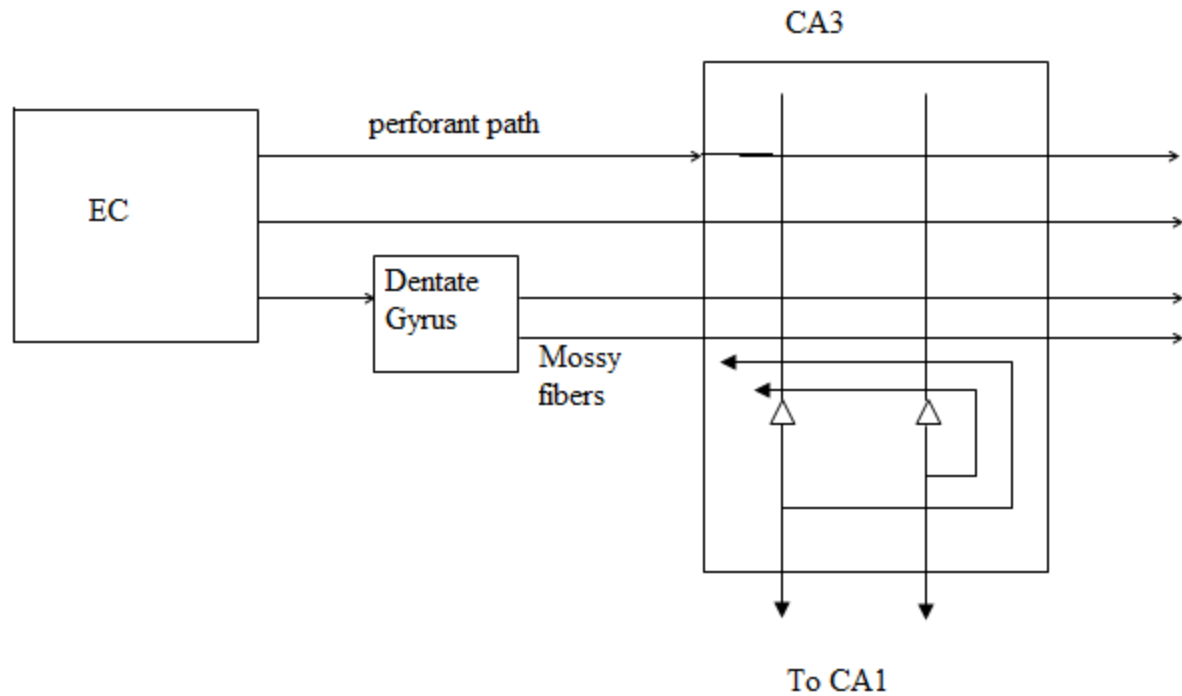 CA3
perforant path
EC
Dentate
Gyrus
Mossy
fibers
To CA1